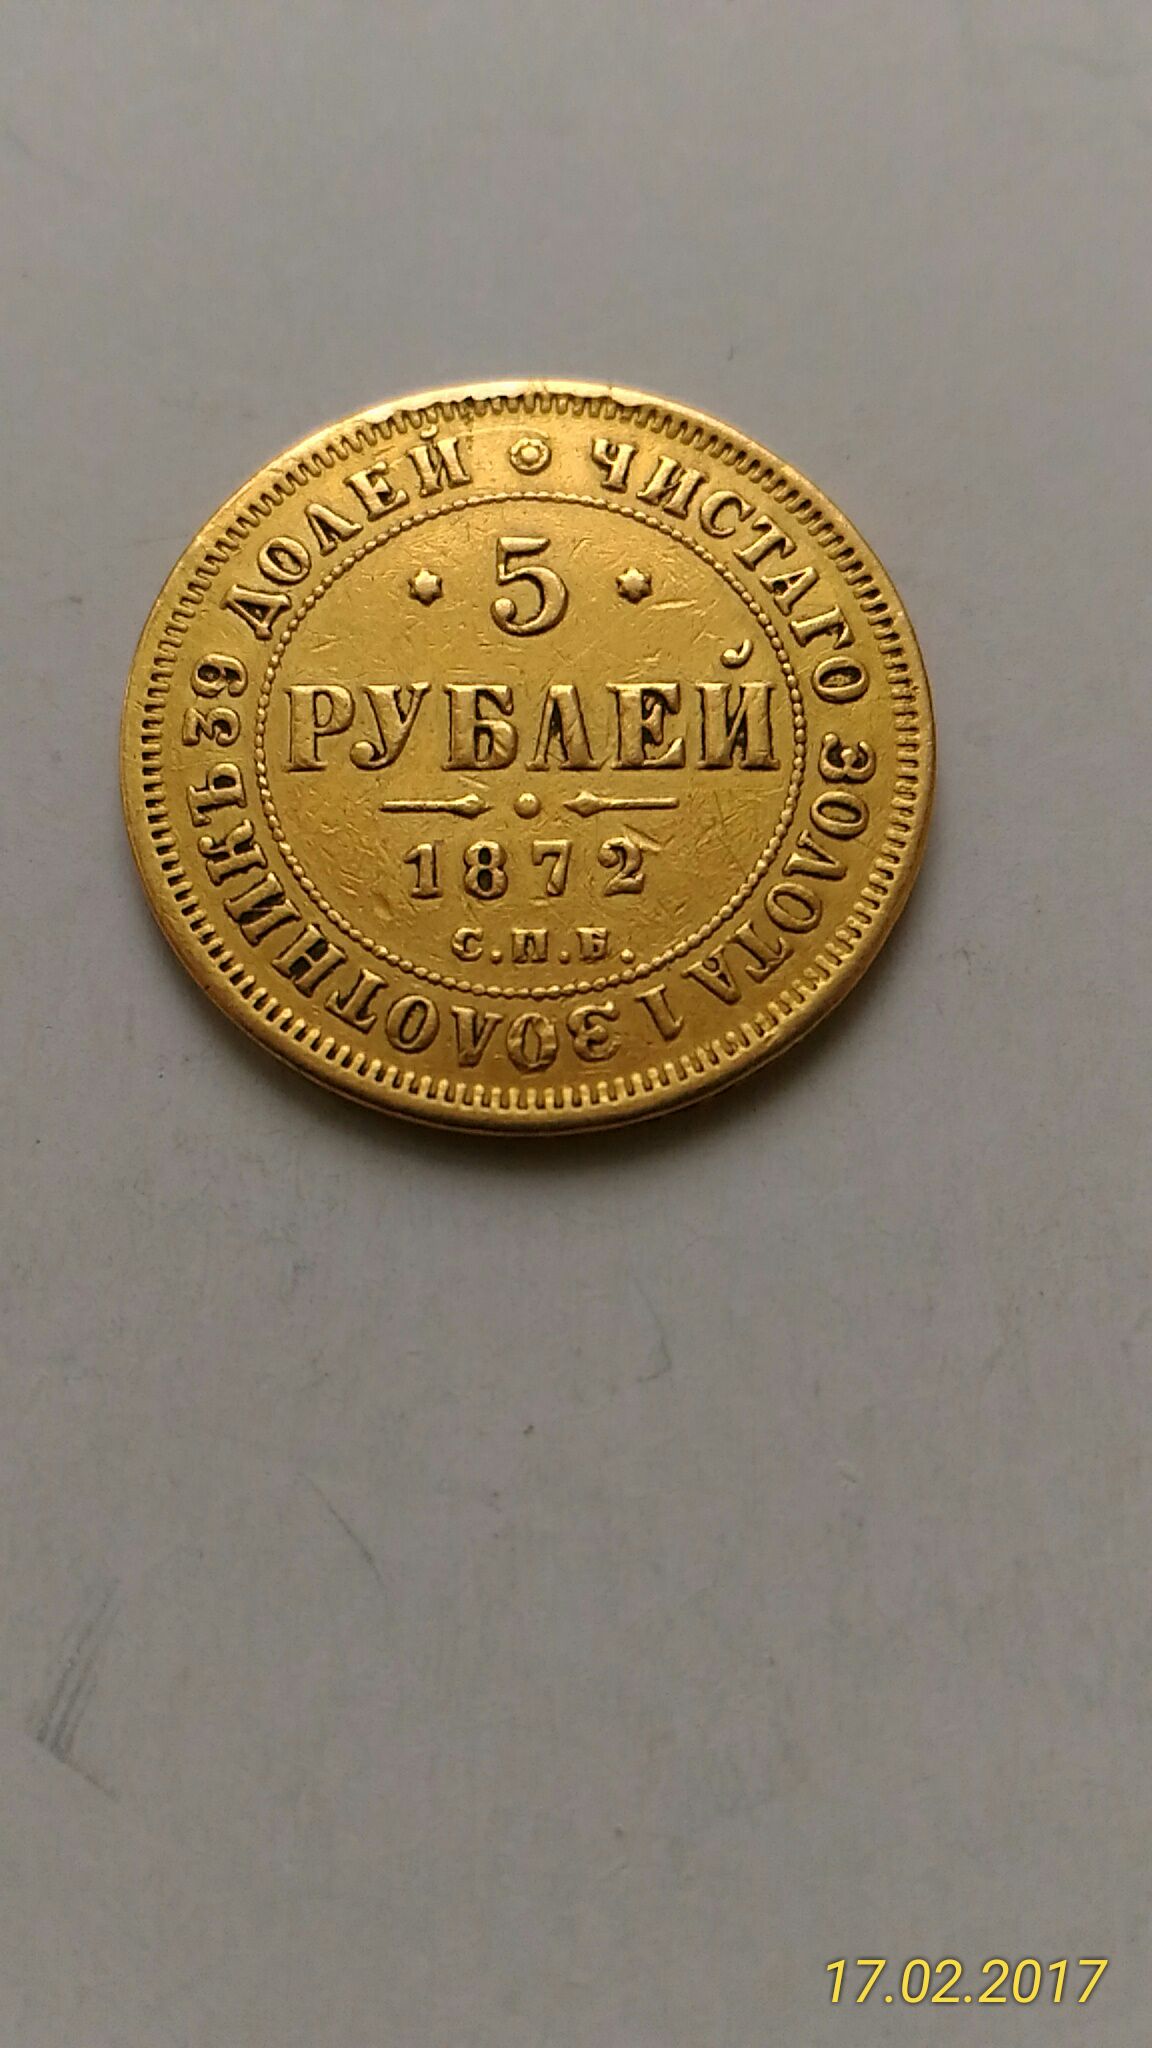 ЧИСТАГО ЗОЛОТА 1 ЗОЛОТНИКЪ 39 ДОЛЕЙ
5
РУБЛЕЙ
1872
С.П.Б.
17.02.2017